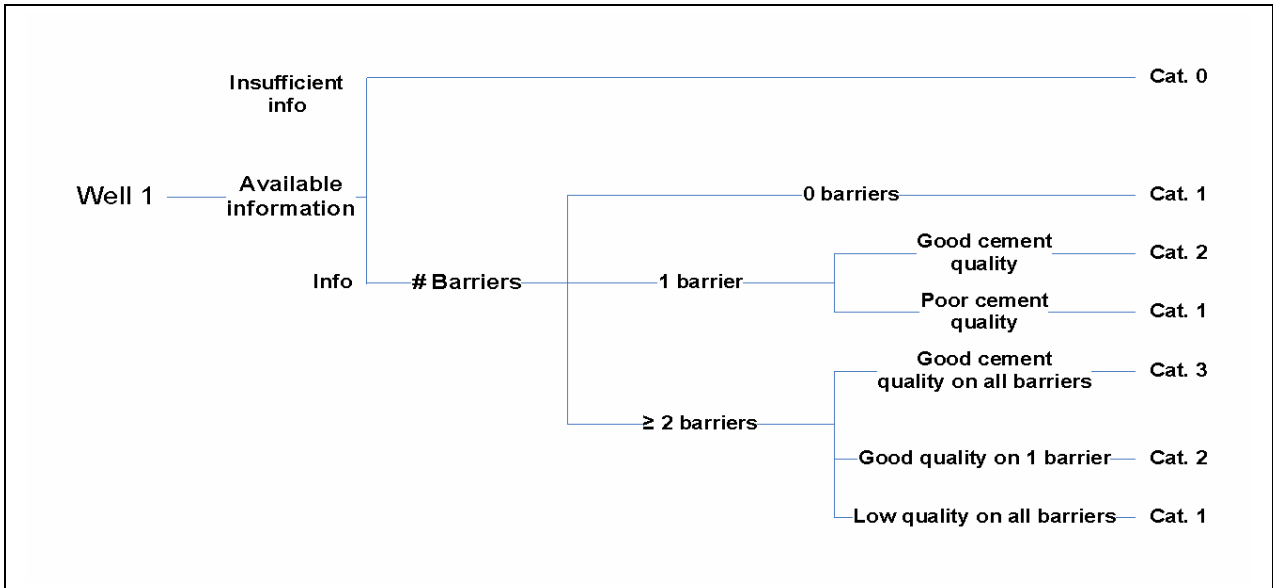 Insufficient
info
Cat. 0
Well 1
Available
information
0 barriers
Cat. 1
Info
# Barriers
1 barrier
Good cement
quality
Cat. 2
Poor cement
quality
Cat. 1
≥ 2 barriers
Good cement
quality on all barriers
Cat. 3
Good quality on 1 barrier
Cat. 2
Low quality on all barriers
Cat. 1